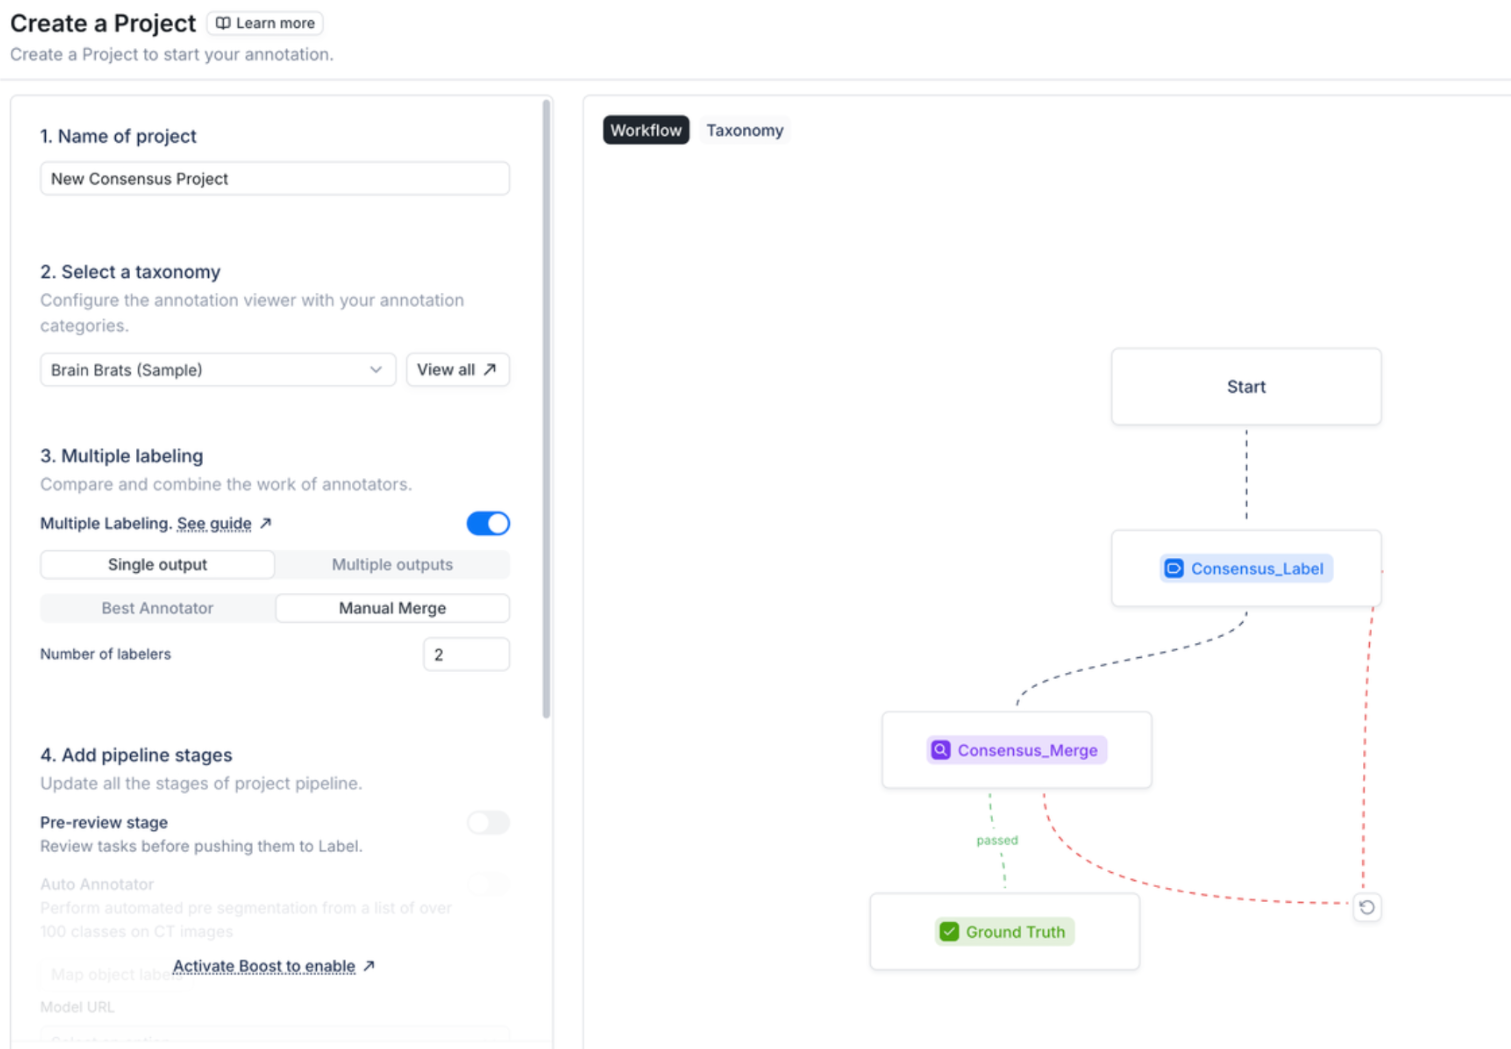 Create a Project
Learn more
Create a Project to start your annotation.
1. Name of project
New Consensus Project
2. Select a taxonomy
Configure the annotation viewer with your annotation
categories.
Brain Brats (Sample)
View all
3. Multiple labeling
Compare and combine the work of annotators.
Multiple Labeling. See guide
Single output
Multiple outputs
Best Annotator
Manual Merge
Number of labelers
2
4. Add pipeline stages
Update all the stages of project pipeline.
Pre-review stage
Review tasks before pushing them to Label.
Auto Annotator
Perform automated pre segmentation from a list of over
100 classes on CT images
Map object
Activate Boost to enable
Model URL
Workflow
Taxonomy
Start
Consensus_Label
Consensus_Merge
passed
Ground Truth